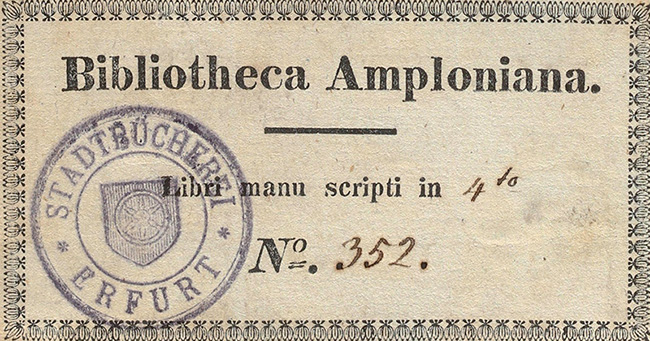 Bibliotheca Amploniana.
Libri manu scripti in 4to
No. 352.
STADTBÜCHEREI
* ERFURT *